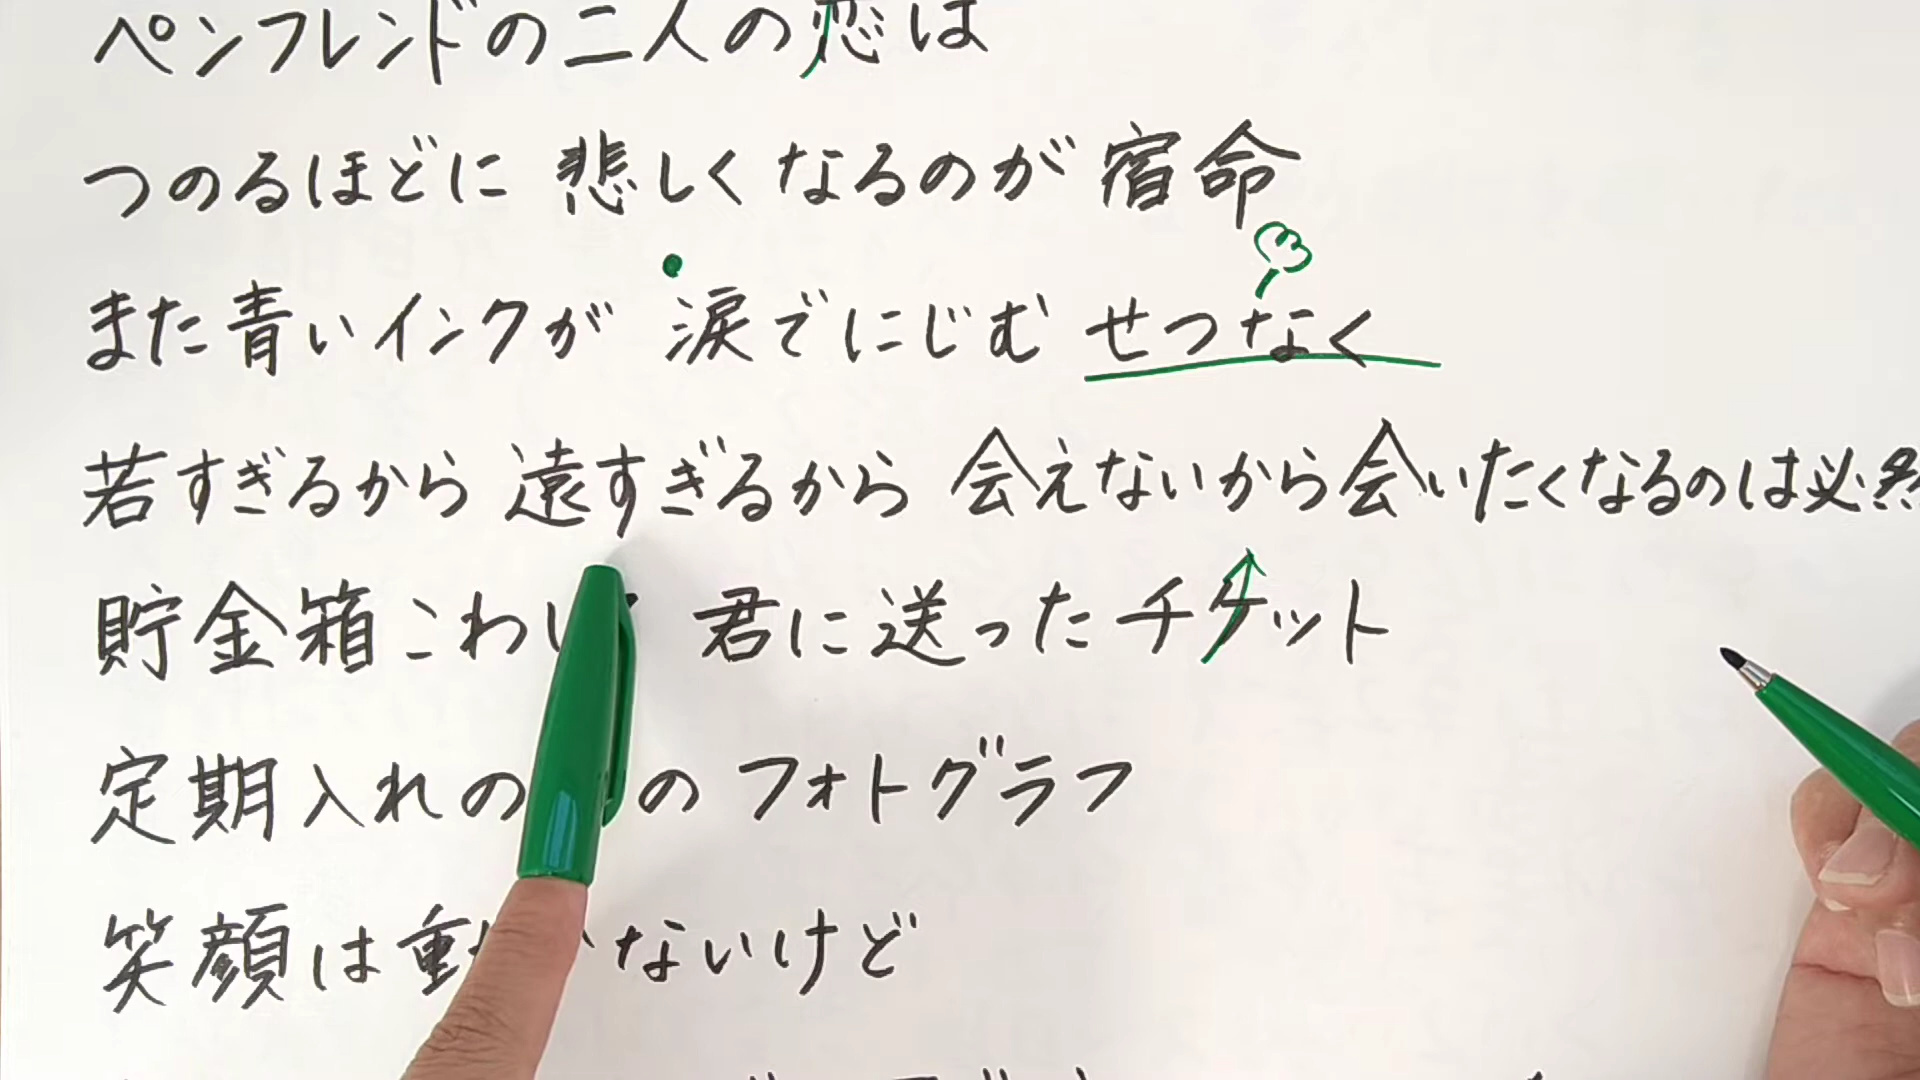 ペンフレンドの二人の恋は
つのるほどに 悲しくなるのが 宿命
また青いインクが 涙でにじむ せつなく
若すぎるから 遠すぎるから 会えないから会いたくなるのは必然
貯金箱こわし 君に送ったチケット
定期入れの の フォトグラフ
笑顔は動 ないけど